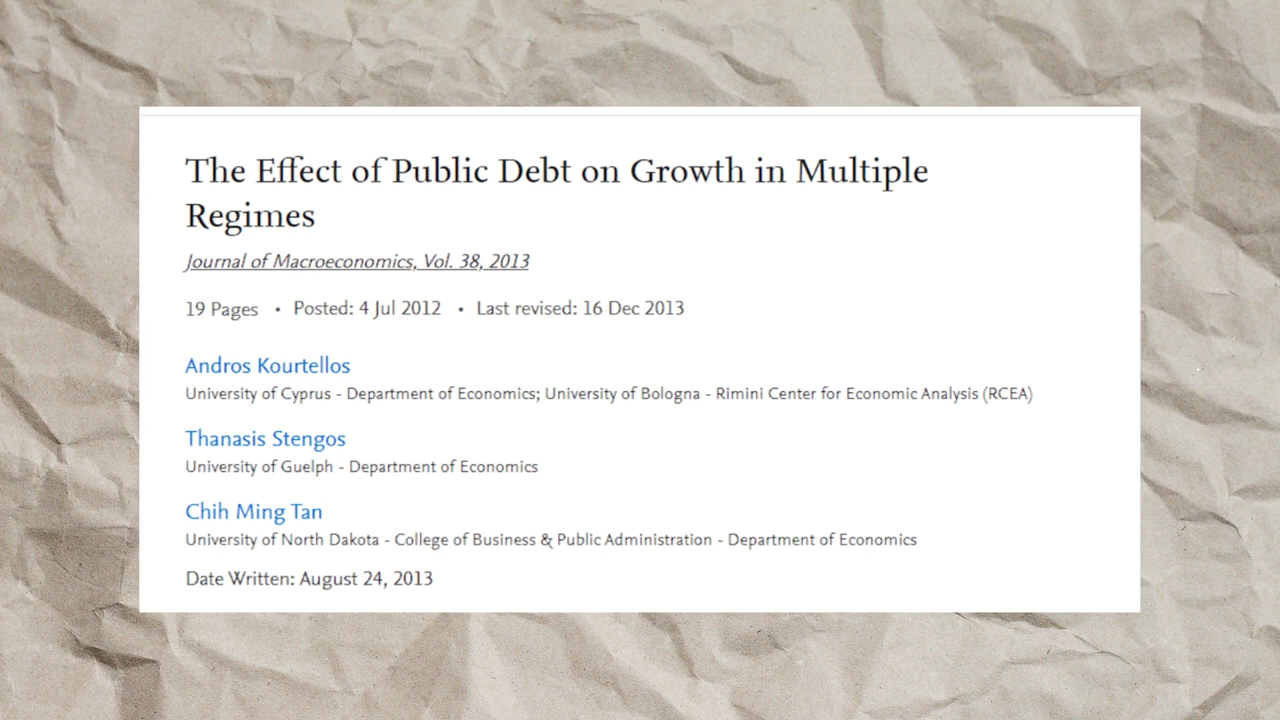 The Effect of Public Debt on Growth in Multiple
Regimes
Journal of Macroeconomics, Vol. 38, 2013
19 Pages • Posted: 4 Jul 2012 • Last revised: 16 Dec 2013
Andros Kourtellos
University of Cyprus - Department of Economics; University of Bologna - Rimini Center for Economic Analysis (RCEA)
Thanasis Stengos
University of Guelph - Department of Economics
Chih Ming Tan
University of North Dakota - College of Business & Public Administration - Department of Economics
Date Written: August 24, 2013